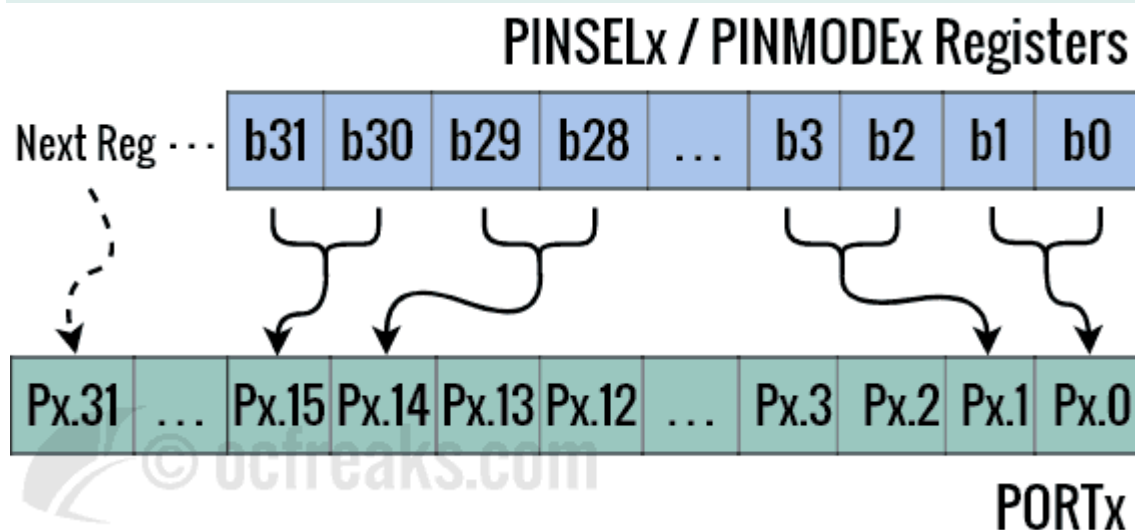 PINSELx / PINMODEx Registers
Next Reg ... b31 b30 b29 b28 ... b3 b2 b1 b0
Px.31 ... Px.15 Px.14 Px.13 Px.12 ... Px.3 Px.2 Px.1 Px.0
© ocfreaks.com
PORTx